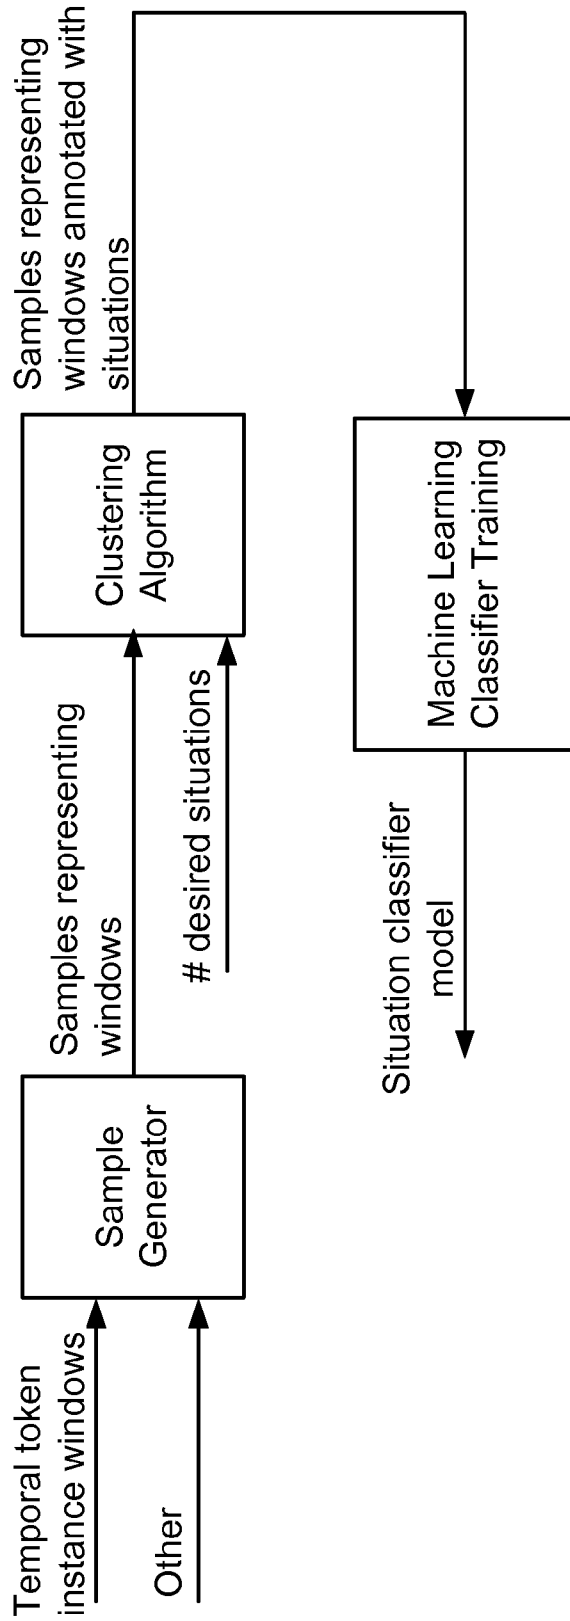 Temporal token
instance windows
Other
Sample
Generator
Samples representing
windows
# desired situations
Clustering
Algorithm
Samples representing
windows annotated with
situations
Machine Learning
Classifier Training
Situation classifier
model